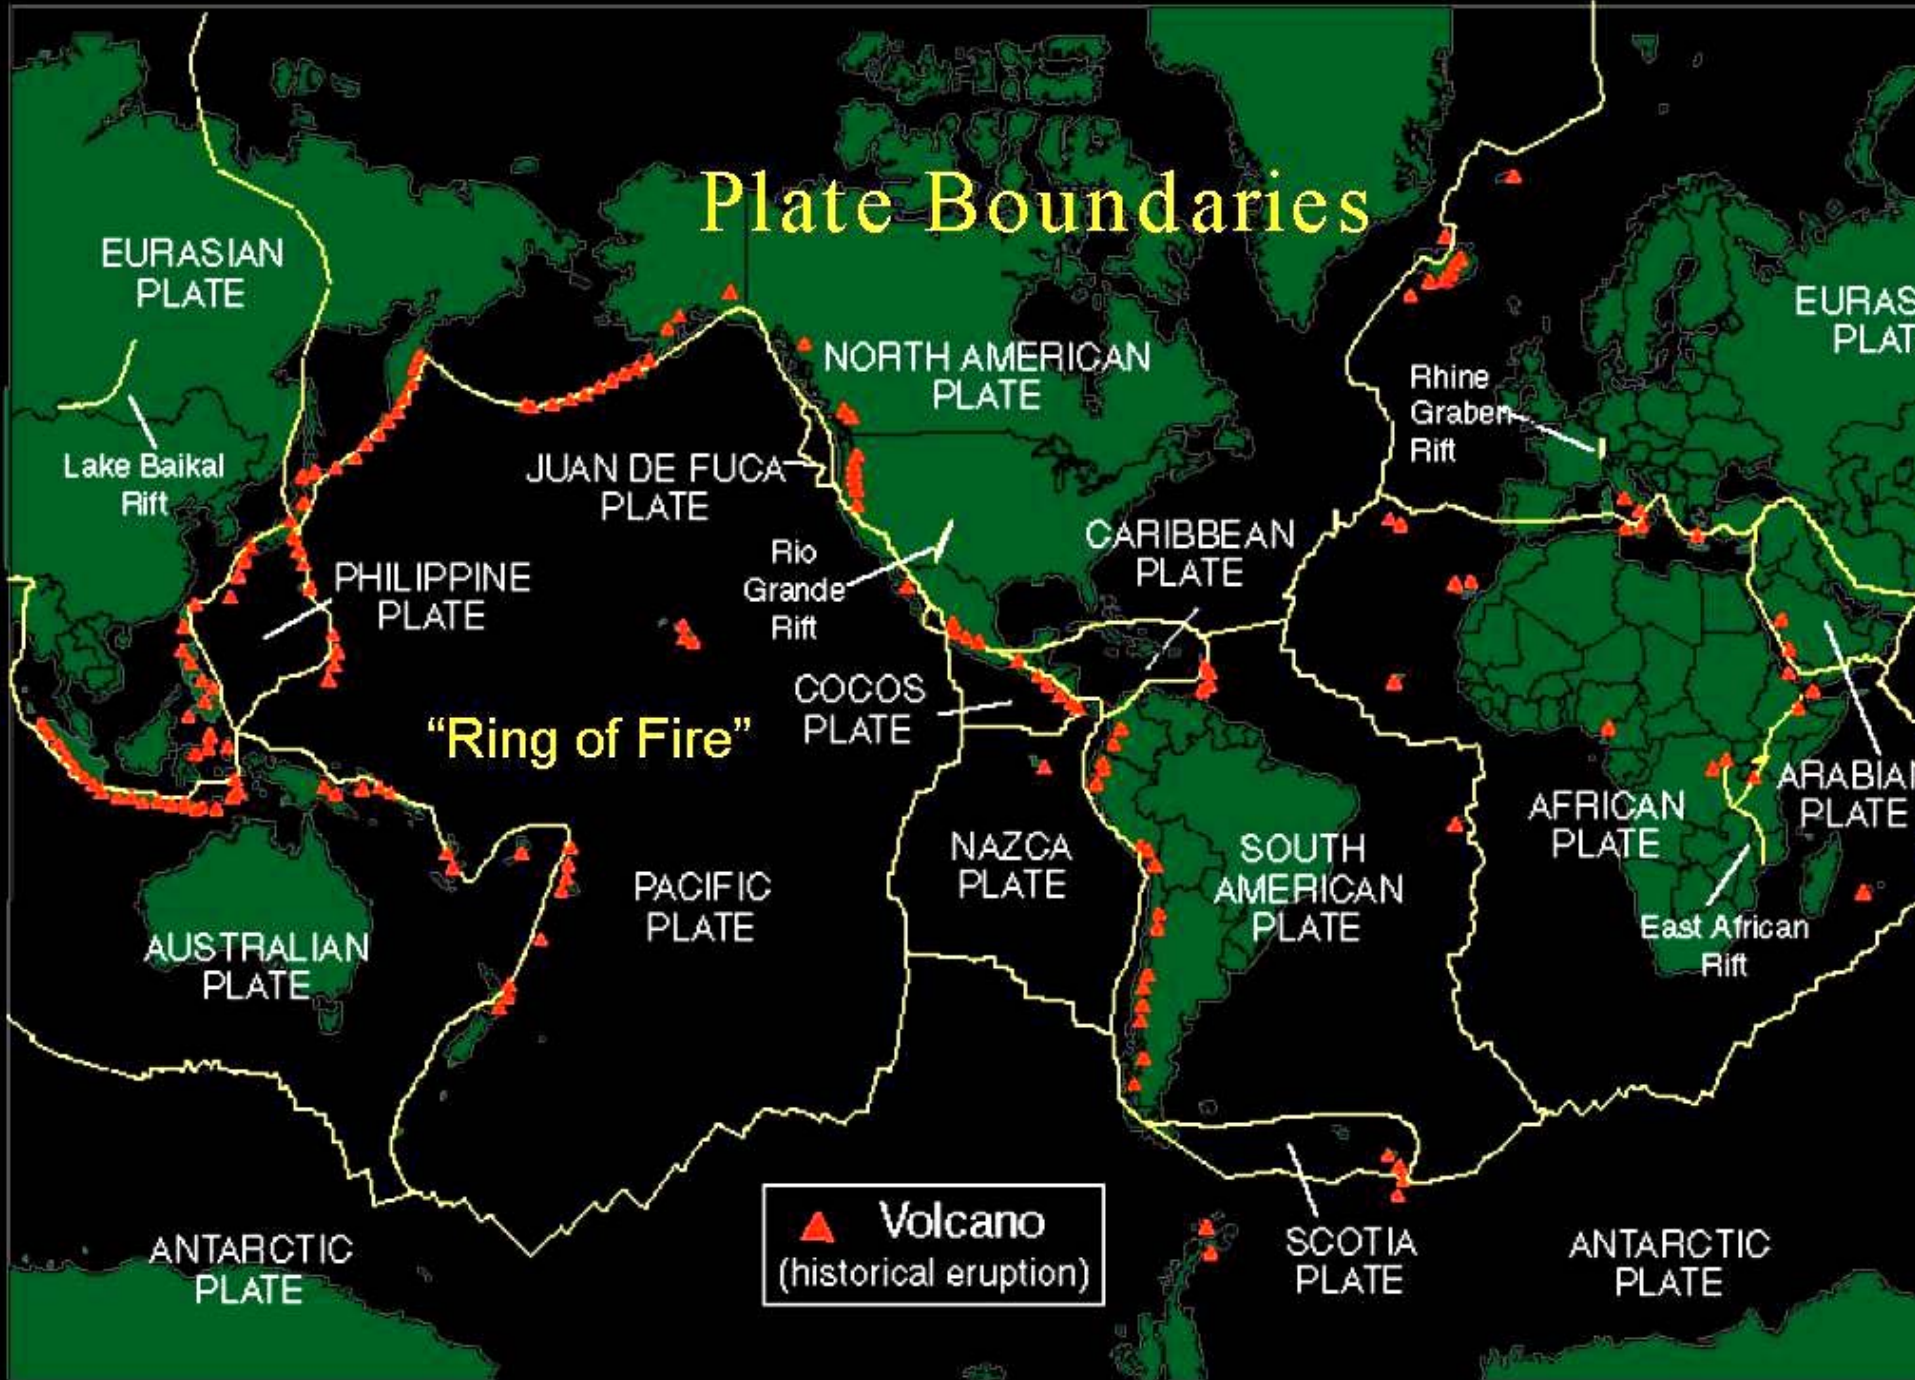 Plate Boundaries
EURASIAN
PLATE
EURAS
PLAT
NORTH AMERICAN
PLATE
Rhine
Graben
Rift
Lake Baikal
Rift
JUAN DE FUCA
PLATE
CARIBBEAN
PLATE
Rio
Grande
Rift
PHILIPPINE
PLATE
COCOS
PLATE
“Ring of Fire”
ARABIAN
PLATE
AFRICAN
PLATE
NAZCA
PLATE
SOUTH
AMERICAN
PLATE
PACIFIC
PLATE
AUSTRALIAN
PLATE
East African
Rift
Volcano
(historical eruption)
ANTARCTIC
PLATE
SCOTIA
PLATE
ANTARCTIC
PLATE